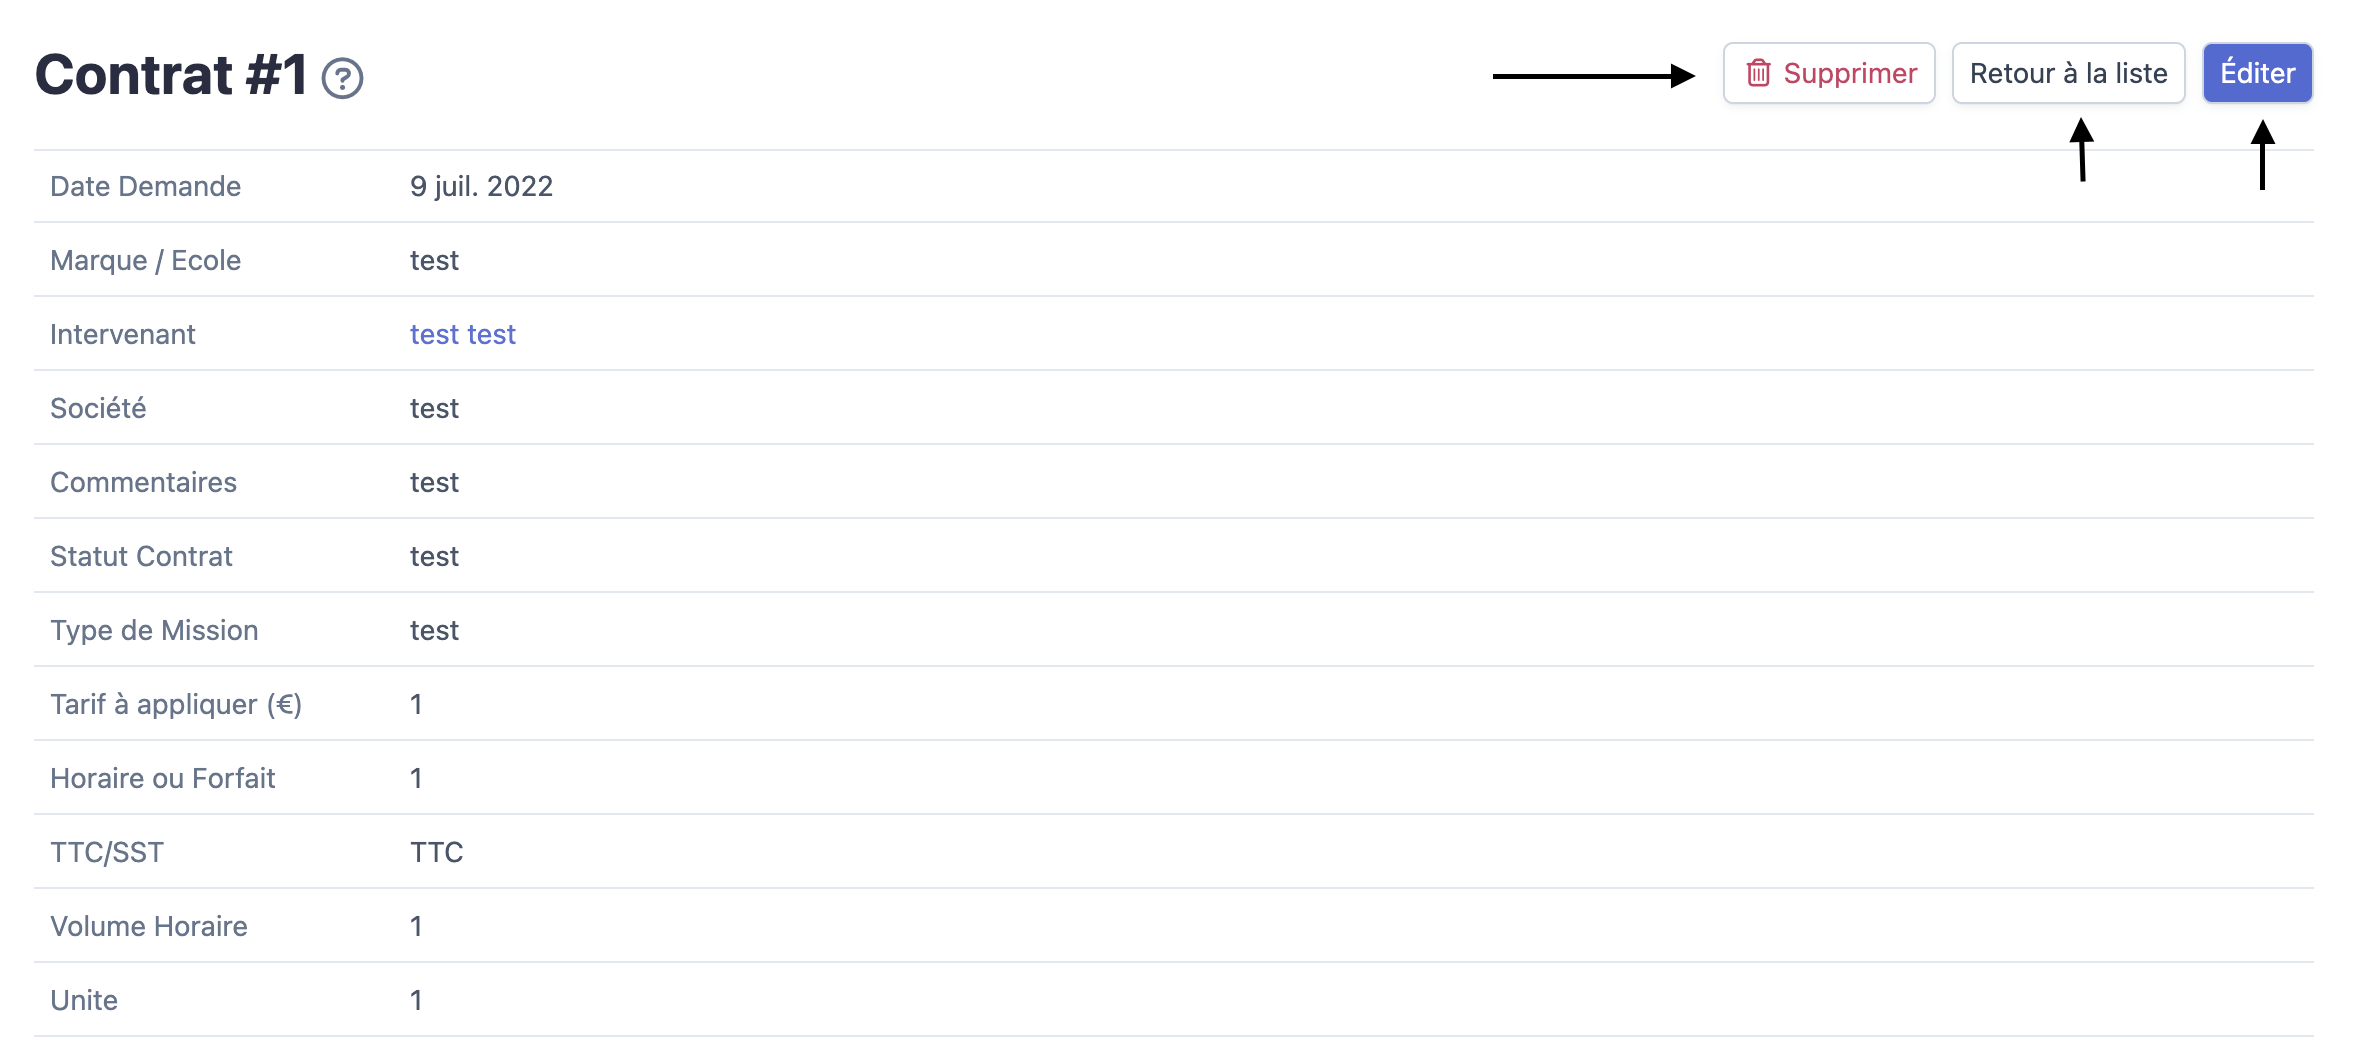 Contrat #1 ?
Supprimer Retour à la liste Éditer
Date Demande 9 juil. 2022
Marque / Ecole test
Intervenant test test
Société test
Commentaires test
Statut Contrat test
Type de Mission test
Tarif à appliquer (€) 1
Horaire ou Forfait 1
TTC/SST TTC
Volume Horaire 1
Unite 1